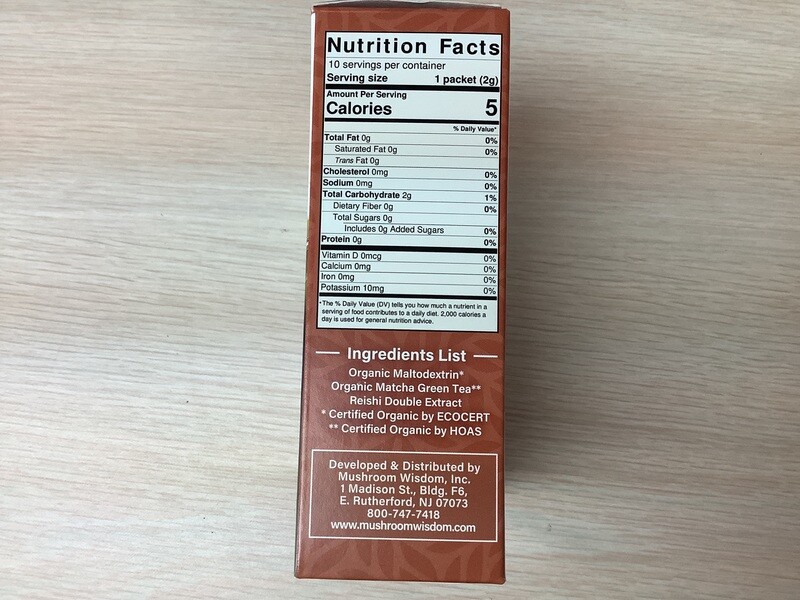 Nutrition Facts
10 servings per container
Serving size 1 packet (2g)
Amount Per Serving
Calories 5
% Daily Value*
Total Fat 0g 0%
Saturated Fat 0g 0%
Trans Fat 0g
Cholesterol 0mg 0%
Sodium 0mg 0%
Total Carbohydrate 2g 1%
Dietary Fiber 0g 0%
Total Sugars 0g
Includes 0g Added Sugars 0%
Protein 0g 0%
Vitamin D 0mcg 0%
Calcium 0mg 0%
Iron 0mg 0%
Potassium 10mg 0%
*The % Daily Value (DV) tells you how much a nutrient in a
serving of food contributes to a daily diet. 2,000 calories a
day is used for general nutrition advice.
Ingredients List
Organic Maltodextrin*
Organic Matcha Green Tea**
Reishi Double Extract
* Certified Organic by ECOCERT
** Certified Organic by HOAS
Developed & Distributed by
Mushroom Wisdom, Inc.
1 Madison St., Bldg. F6,
E. Rutherford, NJ 07073
800-747-7418
www.mushroomwisdom.com